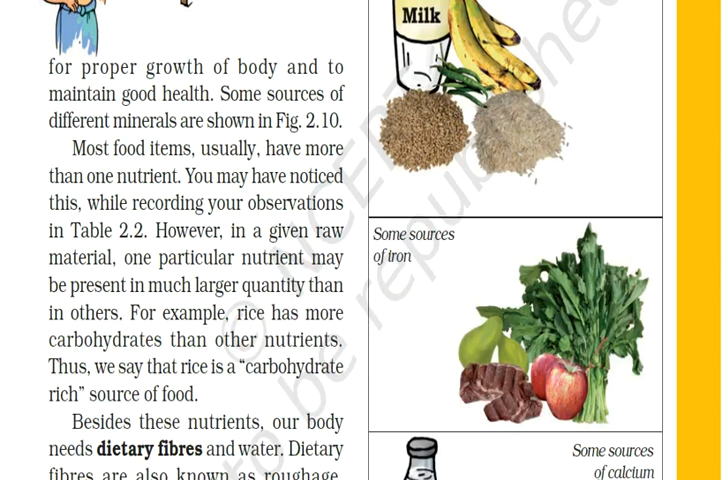 for proper growth of body and to
maintain good health. Some sources of
different minerals are shown in Fig. 2.10.
Most food items, usually, have more
than one nutrient. You may have noticed
this, while recording your observations
in Table 2.2. However, in a given raw
material, one particular nutrient may
be present in much larger quantity than
in others. For example, rice has more
carbohydrates than other nutrients.
Thus, we say that rice is a “carbohydrate
rich” source of food.
Besides these nutrients, our body
needs dietary fibres and water. Dietary
fibres are also known as roughage.
Milk
Some sources
of iron
Some sources
of calcium
© NCERT
to be republished